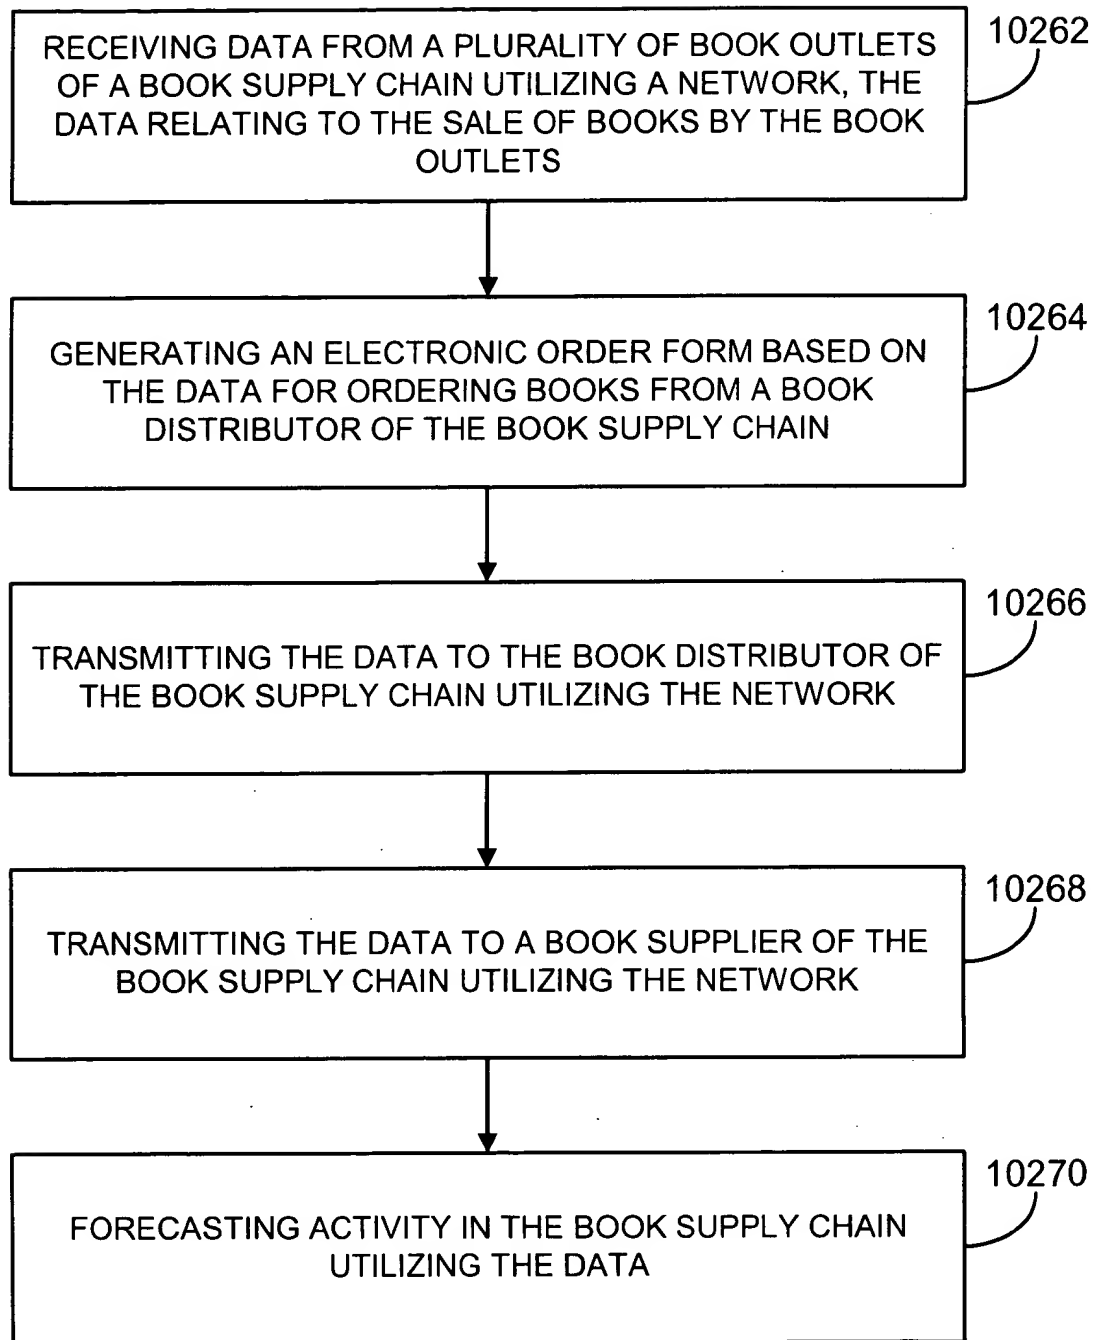 RECEIVING DATA FROM A PLURALITY OF BOOK OUTLETS
OF A BOOK SUPPLY CHAIN UTILIZING A NETWORK, THE
DATA RELATING TO THE SALE OF BOOKS BY THE BOOK
OUTLETS
10262
GENERATING AN ELECTRONIC ORDER FORM BASED ON
THE DATA FOR ORDERING BOOKS FROM A BOOK
DISTRIBUTOR OF THE BOOK SUPPLY CHAIN
10264
TRANSMITTING THE DATA TO THE BOOK DISTRIBUTOR OF
THE BOOK SUPPLY CHAIN UTILIZING THE NETWORK
10266
TRANSMITTING THE DATA TO A BOOK SUPPLIER OF THE
BOOK SUPPLY CHAIN UTILIZING THE NETWORK
10268
FORECASTING ACTIVITY IN THE BOOK SUPPLY CHAIN
UTILIZING THE DATA
10270